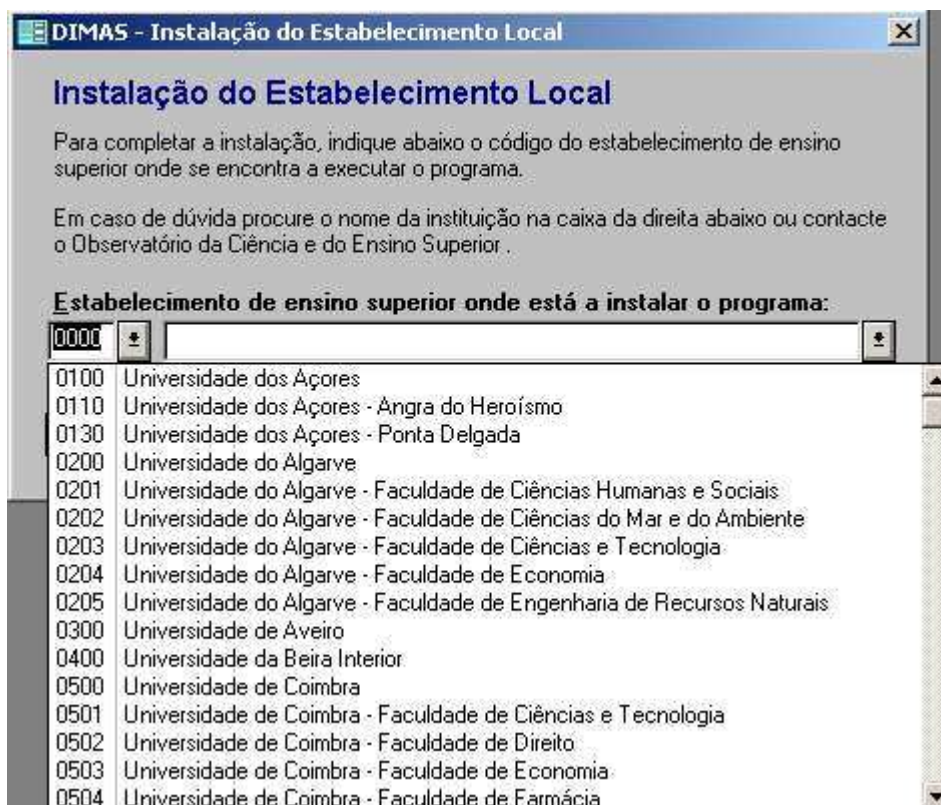 DIMAS - Instalação do Estabelecimento Local
Instalação do Estabelecimento Local
Para completar a instalação, indique abaixo o código do estabelecimento de ensino
superior onde se encontra a executar o programa.
Em caso de dúvida procure o nome da instituição na caixa da direita abaixo ou contacte
o Observatório da Ciência e do Ensino Superior .
Estabelecimento de ensino superior onde está a instalar o programa:
0000
0100 Universidade dos Açores
0110 Universidade dos Açores - Angra do Heroísmo
0130 Universidade dos Açores - Ponta Delgada
0200 Universidade do Algarve
0201 Universidade do Algarve - Faculdade de Ciências Humanas e Sociais
0202 Universidade do Algarve - Faculdade de Ciências do Mar e do Ambiente
0203 Universidade do Algarve - Faculdade de Ciências e Tecnologia
0204 Universidade do Algarve - Faculdade de Economia
0205 Universidade do Algarve - Faculdade de Engenharia de Recursos Naturais
0300 Universidade de Aveiro
0400 Universidade da Beira Interior
0500 Universidade de Coimbra
0501 Universidade de Coimbra - Faculdade de Ciências e Tecnologia
0502 Universidade de Coimbra - Faculdade de Direito
0503 Universidade de Coimbra - Faculdade de Economia
0504 Universidade de Coimbra - Faculdade de Farmácia